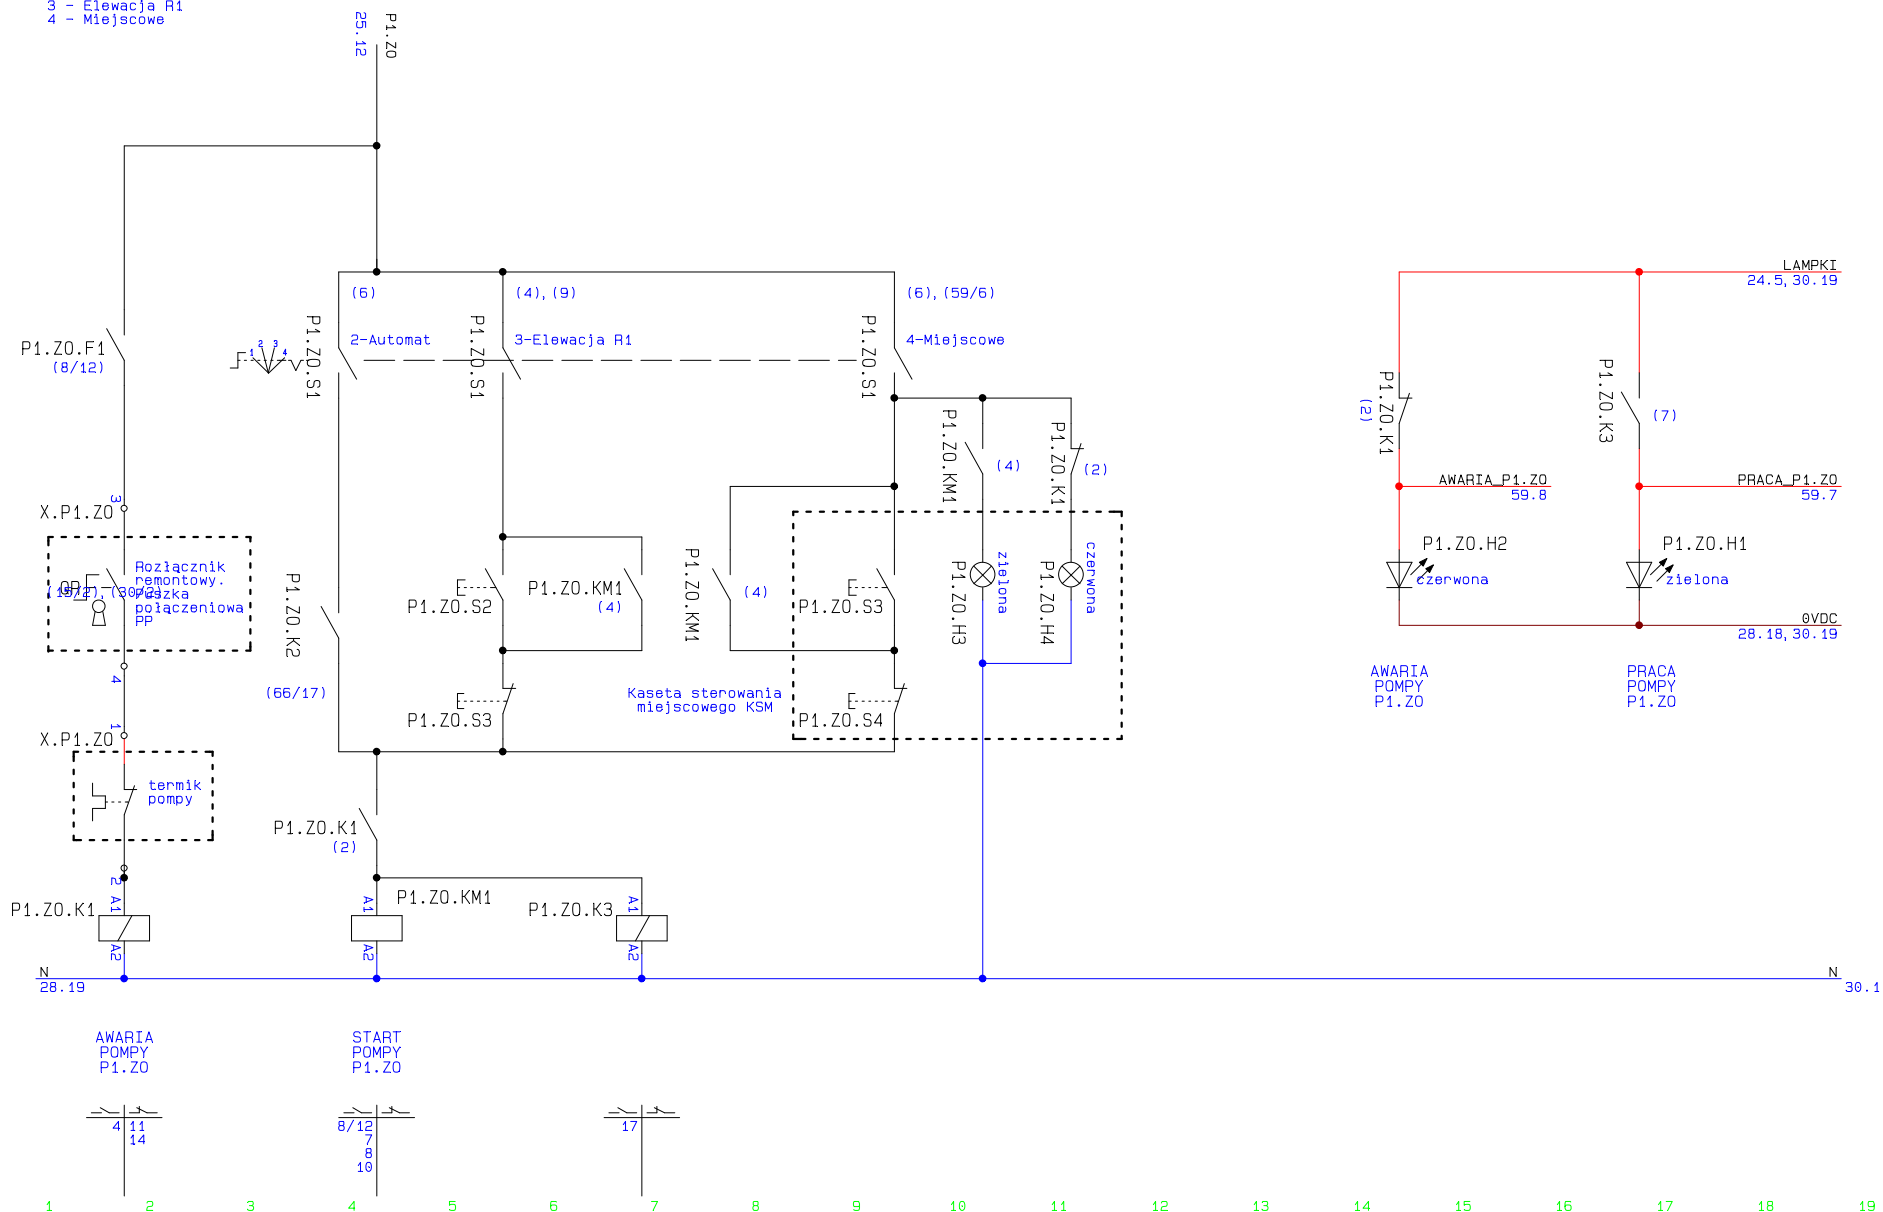 3 - Elewacja R1
4 - Miejscowe
P1.ZO
25.12
LAMPKI
24.5,30.19
(6)
(4),(9)
(6),(59/6)
P1.ZO.S1
2-Automat
P1.ZO.S1
3-Elewacja R1
P1.ZO.S1
4-Miejscowe
1 2 3 4
P1.ZO.F1
(8/12)
P1.ZO.KM1
(4)
P1.ZO.K1
(2)
P1.ZO.K1
(2)
P1.ZO.K3
(7)
AWARIA_P1.ZO
59.8
PRACA_P1.ZO
59.7
3
X.P1.ZO
Rozłącznik
remontowy.
Puszka
połączeniowa
PP
(15/2),(30/2)
4
P1.ZO.K2
(66/17)
P1.ZO.S2
P1.ZO.KM1
(4)
P1.ZO.KM1
(4)
P1.ZO.S3
P1.ZO.H3
zielona
P1.ZO.H4
czerwona
P1.ZO.H2
czerwona
P1.ZO.H1
zielona
0VDC
28.18,30.19
AWARIA
POMPY
P1.ZO
PRACA
POMPY
P1.ZO
P1.ZO.S3
Kaseta sterowania
miejscowego KSM
P1.ZO.S4
1
X.P1.ZO
termik
pompy
2
P1.ZO.K1
(2)
P1.ZO.K1
A1
A2
P1.ZO.KM1
A1
A2
P1.ZO.K3
A1
A2
N
28.19
N
30.1
AWARIA
POMPY
P1.ZO
START
POMPY
P1.ZO
4 11
14
8/12
7
8
10
17
1 2 3 4 5 6 7 8 9 10 11 12 13 14 15 16 17 18 19